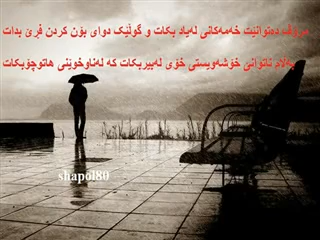 مرۆڤ دەتوانێت خەمەکانی لەیاد بکات و گوڵێک دوای بۆن کردن فڕێ بدات
بەڵام ناتوانێ خۆشەویستی خۆی لەبیربکات کە لەناوخوێنی هاتوچۆبکات
shapol80